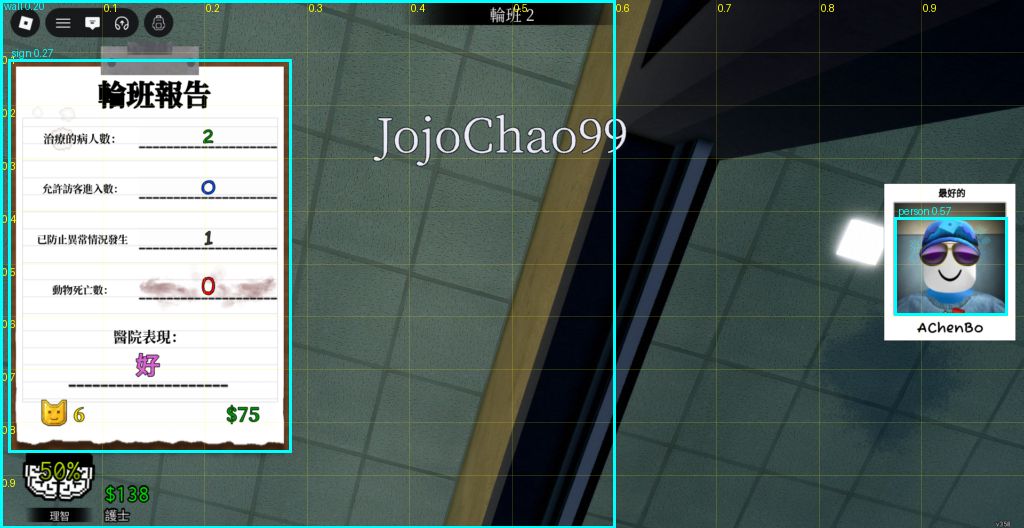 輪班 2
輪班報告
治療的病人數: 2
允許訪客進入數: 0
已防止異常情況發生 1
動物死亡數: 0
醫院表現:
好
6 $75
JojoChao99
最好的
AChenBo
50%
理智
$138
護士
v358